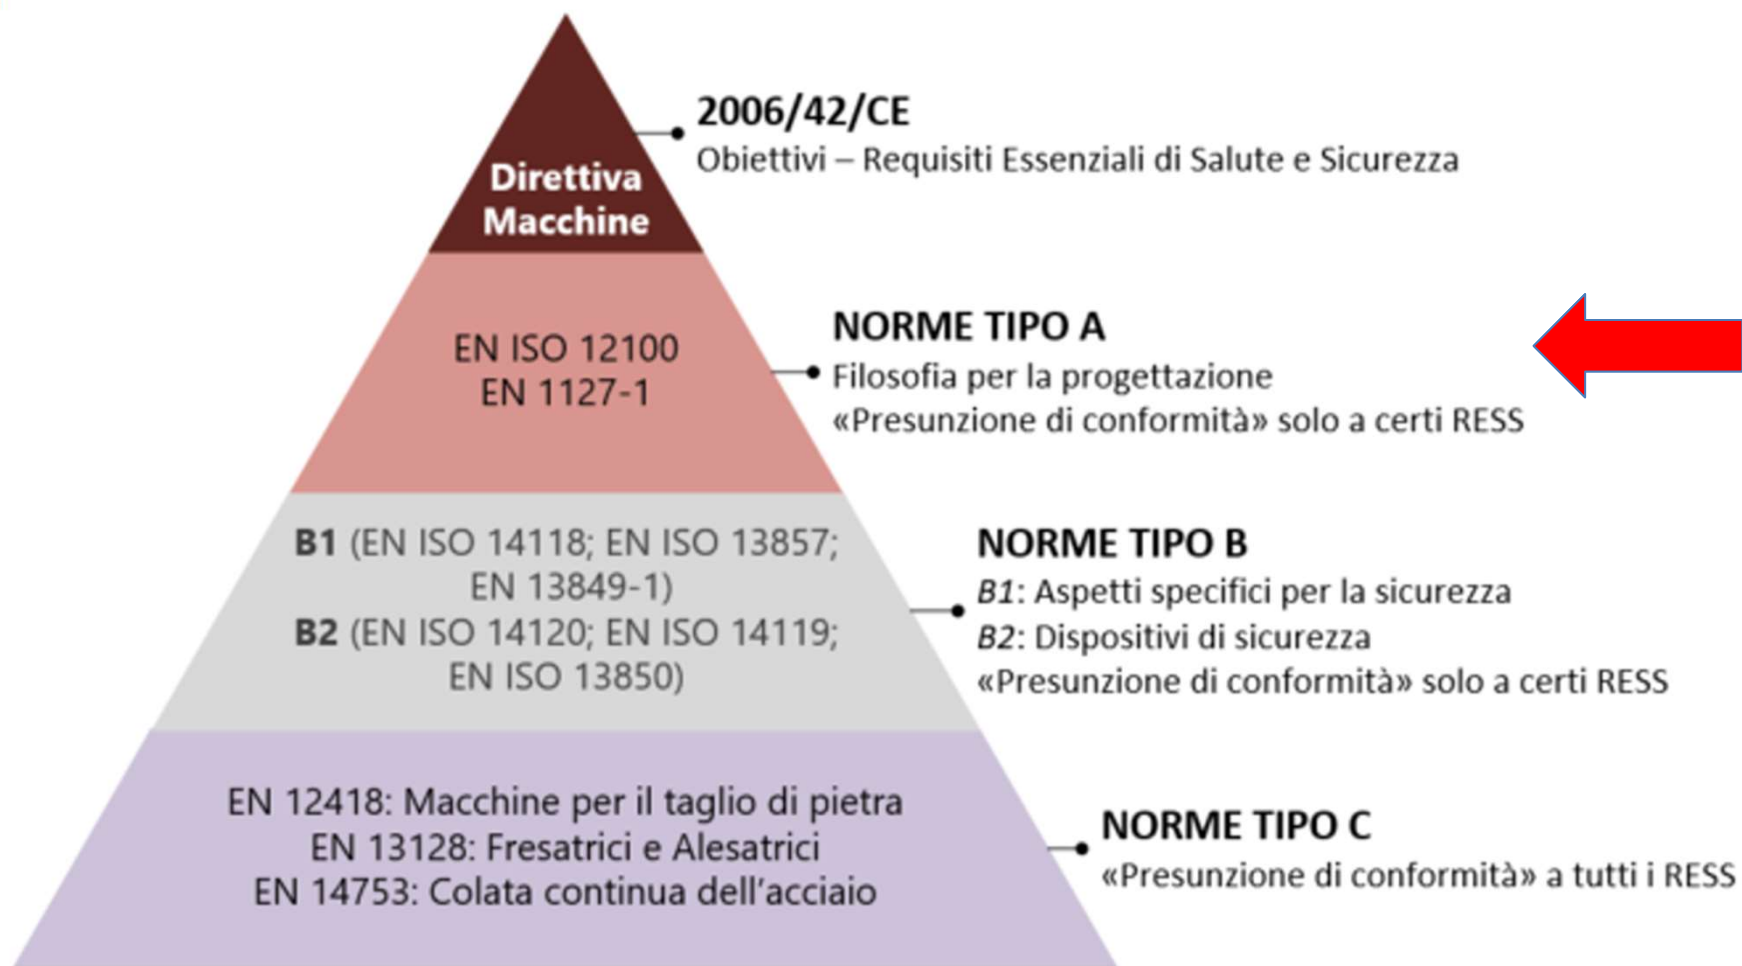 Direttiva
Macchine
2006/42/CE
Obiettivi – Requisiti Essenziali di Salute e Sicurezza
EN ISO 12100
EN 1127-1
NORME TIPO A
Filosofia per la progettazione
«Presunzione di conformità» solo a certi RESS
B1 (EN ISO 14118; EN ISO 13857;
EN 13849-1)
B2 (EN ISO 14120; EN ISO 14119;
EN ISO 13850)
NORME TIPO B
B1: Aspetti specifici per la sicurezza
B2: Dispositivi di sicurezza
«Presunzione di conformità» solo a certi RESS
EN 12418: Macchine per il taglio di pietra
EN 13128: Fresatrici e Alesatrici
EN 14753: Colata continua dell’acciaio
NORME TIPO C
«Presunzione di conformità» a tutti i RESS